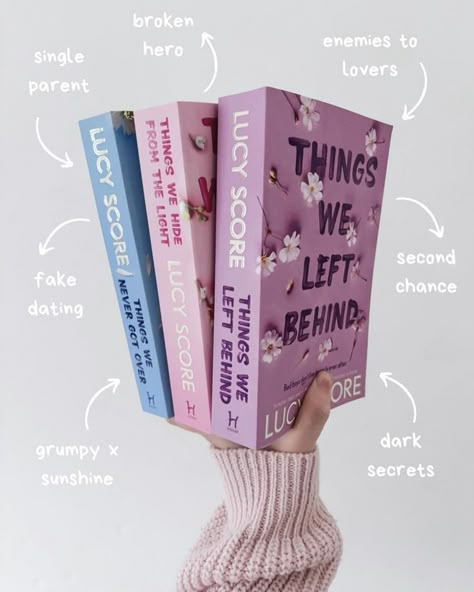 broken
hero
single
parent
enemies to
lovers
fake
dating
second
chance
grumpy x
sunshine
dark
secrets
LUCY SCORE
THINGS WE
NEVER GOT OVER
THINGS WE HIDE
FROM THE LIGHT
LUCY SCORE
LUCY SCORE
THINGS WE
LEFT BEHIND
THINGS
WE
LEFT
BEHIND
LUCY SCORE